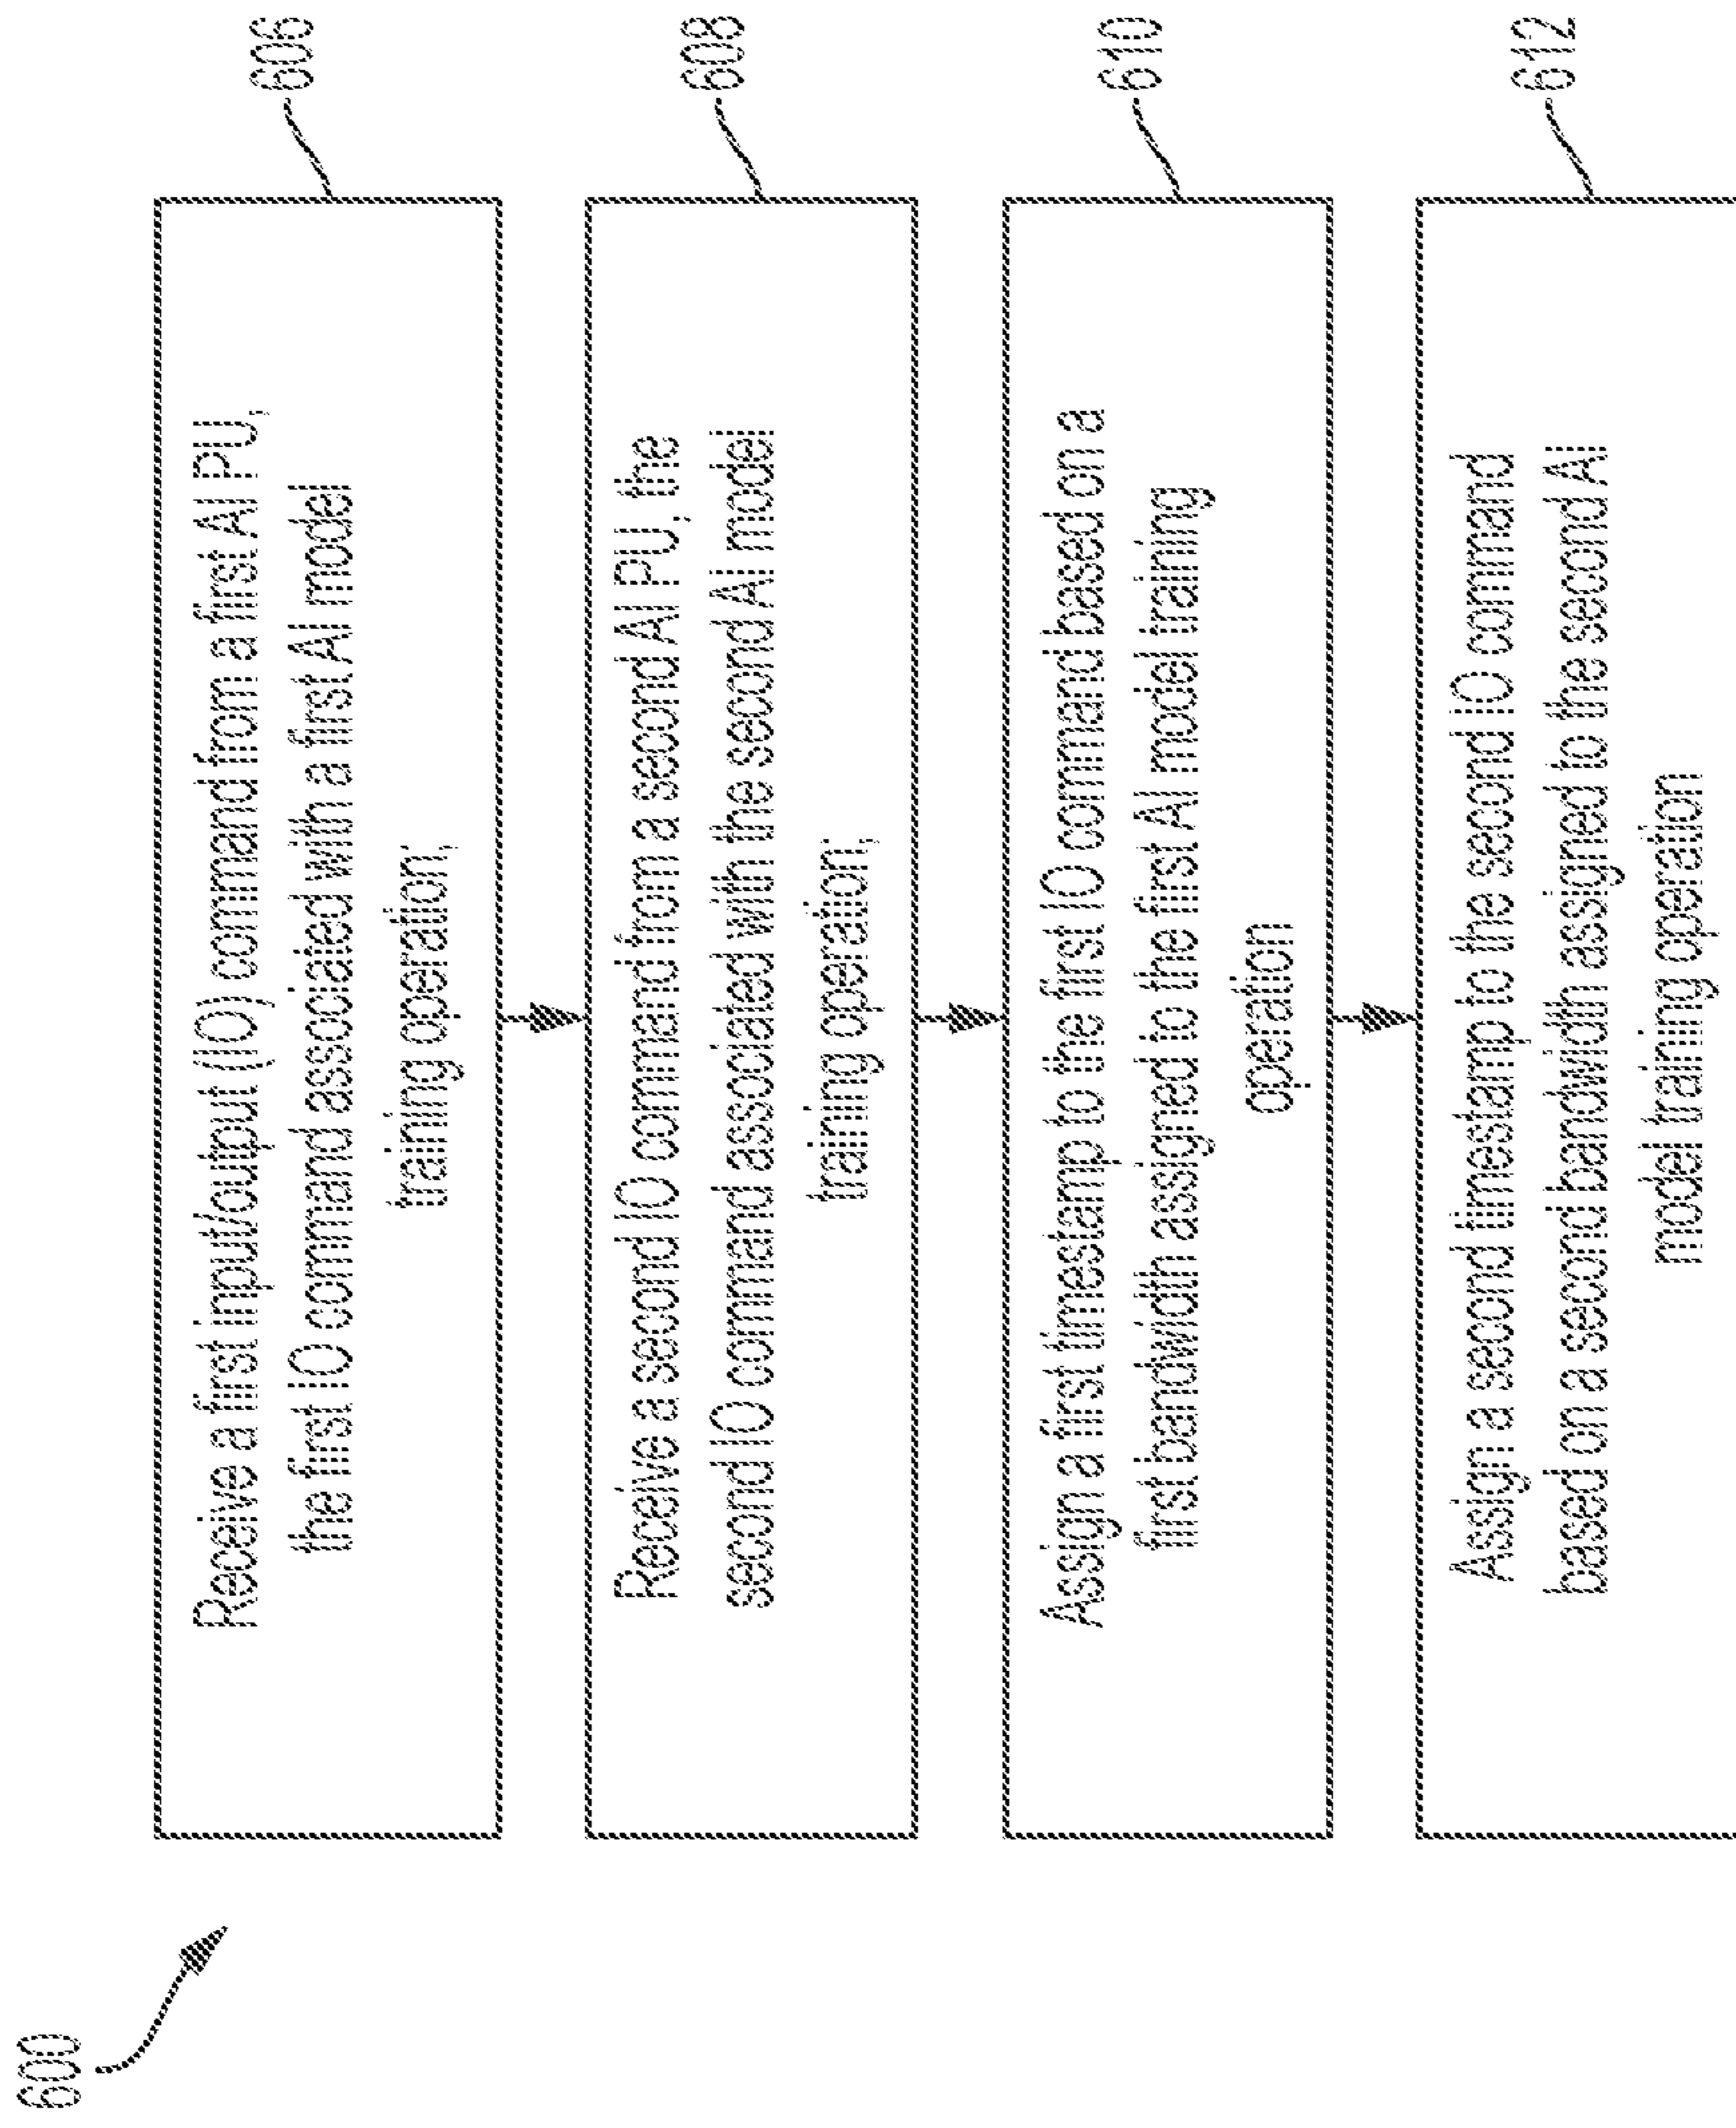 600
Receive a first input/output (IO) command from a first AI PU,
the first IO command associated with a first AI model
training operation;
606
Receive a second IO command from a second AI PU, the
second IO command associated with the second AI model
training operation;
608
Assign a first timestamp to the first IO command based on a
first bandwidth assigned to the first AI model training
operation
610
Assign a second timestamp to the second IO command
based on a second bandwidth assigned to the second AI
model training operation
612